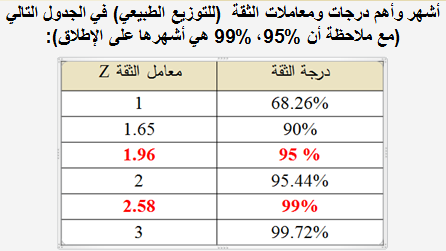 أشهر وأهم درجات ومعاملات الثقة (للتوزيع الطبيعي) في الجدول التالي
(مع ملاحظة أن 95%، 99% هي أشهرها على الإطلاق):
درجة الثقة معامل الثقة Z
68.26% 1
90% 1.65
95 % 1.96
95.44% 2
99% 2.58
99.72% 3